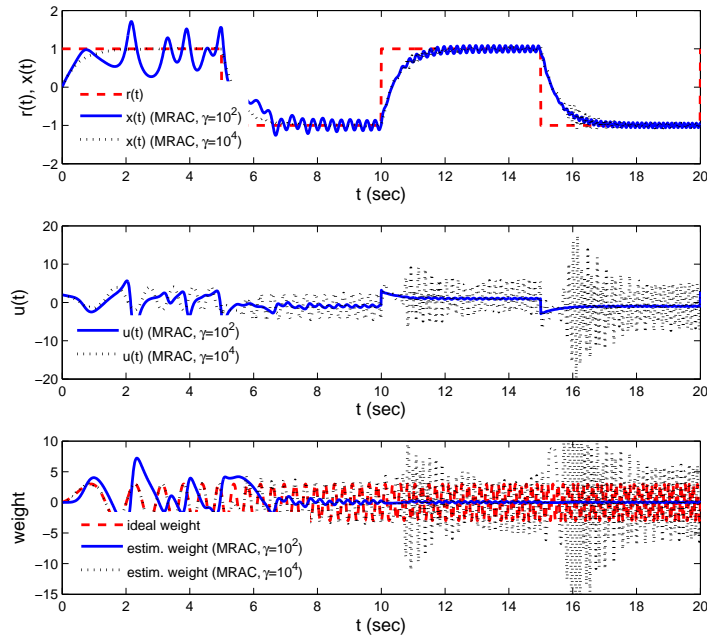 2
1
0
−1
−2
r(t), x(t)
r(t)
x(t) (MRAC, γ=10²)
x(t) (MRAC, γ=10⁴)
0 2 4 6 8 10 12 14 16 18 20
t (sec)
20
10
0
−10
−20
u(t)
u(t) (MRAC, γ=10²)
u(t) (MRAC, γ=10⁴)
0 2 4 6 8 10 12 14 16 18 20
t (sec)
10
5
0
−5
−10
−15
weight
ideal weight
estim. weight (MRAC, γ=10²)
estim. weight (MRAC, γ=10⁴)
0 2 4 6 8 10 12 14 16 18 20
t (sec)